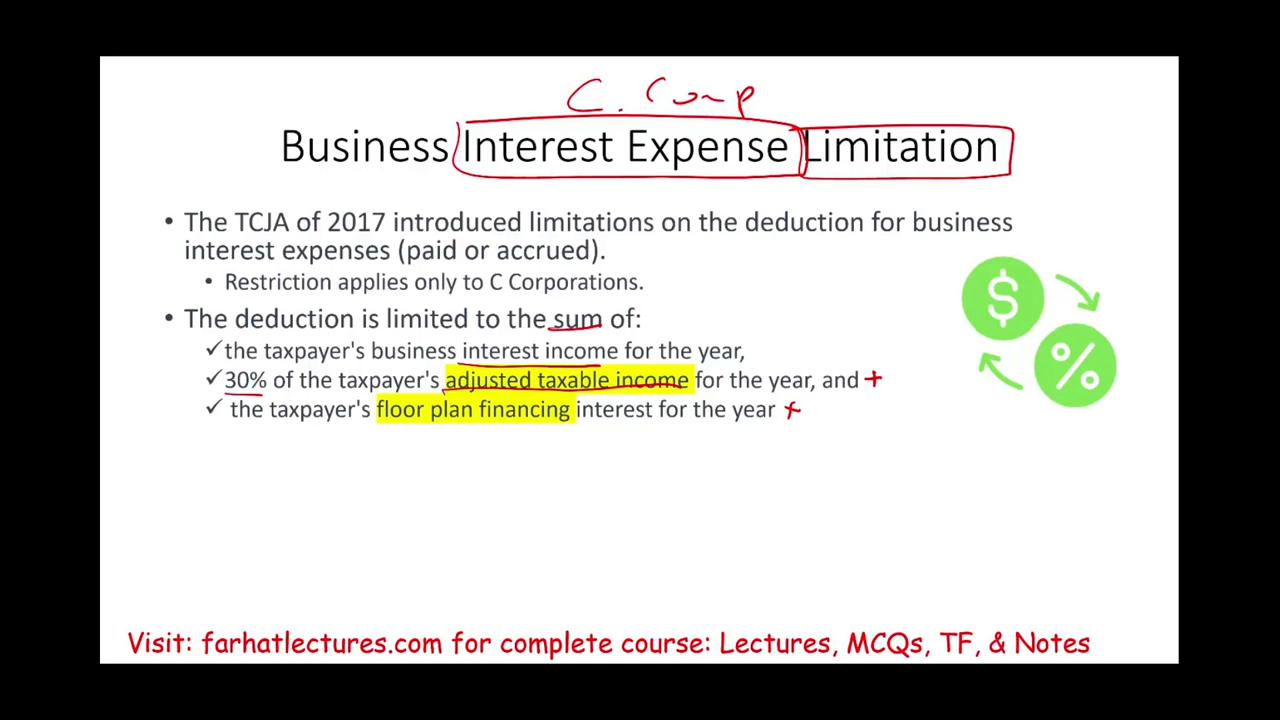 C. Corp
Business Interest Expense Limitation
• The TCJA of 2017 introduced limitations on the deduction for business
interest expenses (paid or accrued).
• Restriction applies only to C Corporations.
• The deduction is limited to the sum of:
✓the taxpayer's business interest income for the year,
✓30% of the taxpayer's adjusted taxable income for the year, and +
✓ the taxpayer's floor plan financing interest for the year +
$
%
Visit: farhatlectures.com for complete course: Lectures, MCQs, TF, & Notes